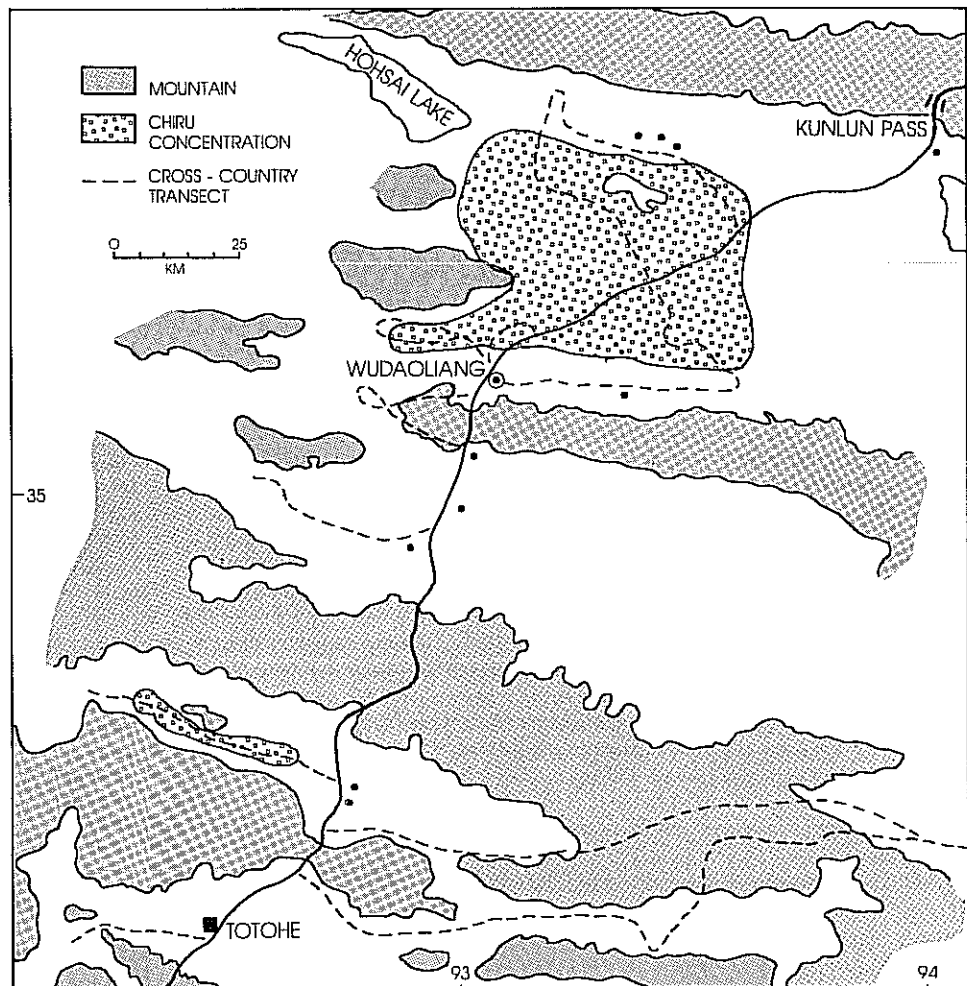 HOHSAI LAKE
MOUNTAIN
CHIRU
CONCENTRATION
CROSS - COUNTRY
TRANSECT
0 25
KM
KUNLUN PASS
WUDAOLIANG
35
TOTOHE
93
94